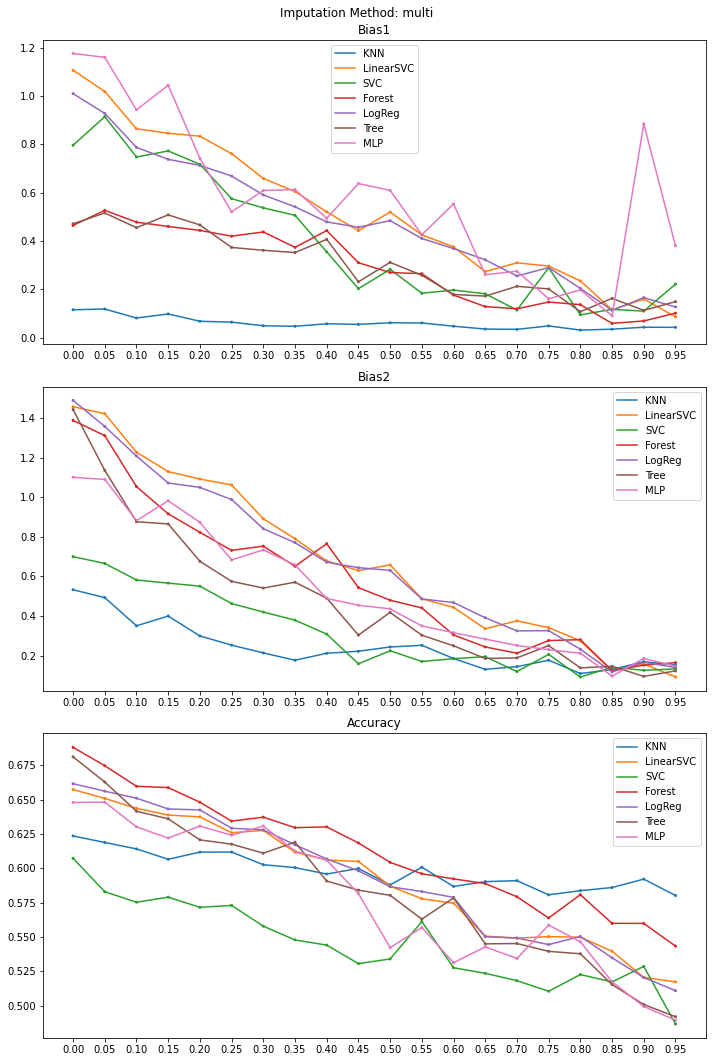 Imputation Method: multi
Bias1
1.2
1.0
0.8
0.6
0.4
0.2
0.0
KNN
LinearSVC
SVC
Forest
LogReg
Tree
MLP
0.00 0.05 0.10 0.15 0.20 0.25 0.30 0.35 0.40 0.45 0.50 0.55 0.60 0.65 0.70 0.75 0.80 0.85 0.90 0.95
Bias2
1.4
1.2
1.0
0.8
0.6
0.4
0.2
KNN
LinearSVC
SVC
Forest
LogReg
Tree
MLP
0.00 0.05 0.10 0.15 0.20 0.25 0.30 0.35 0.40 0.45 0.50 0.55 0.60 0.65 0.70 0.75 0.80 0.85 0.90 0.95
Accuracy
0.675
0.650
0.625
0.600
0.575
0.550
0.525
0.500
KNN
LinearSVC
SVC
Forest
LogReg
Tree
MLP
0.00 0.05 0.10 0.15 0.20 0.25 0.30 0.35 0.40 0.45 0.50 0.55 0.60 0.65 0.70 0.75 0.80 0.85 0.90 0.95